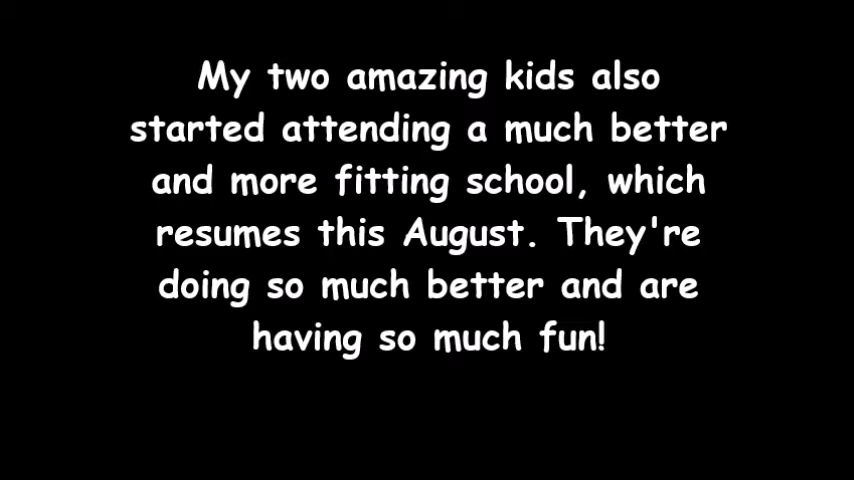 My two amazing kids also
started attending a much better
and more fitting school, which
resumes this August. They're
doing so much better and are
having so much fun!